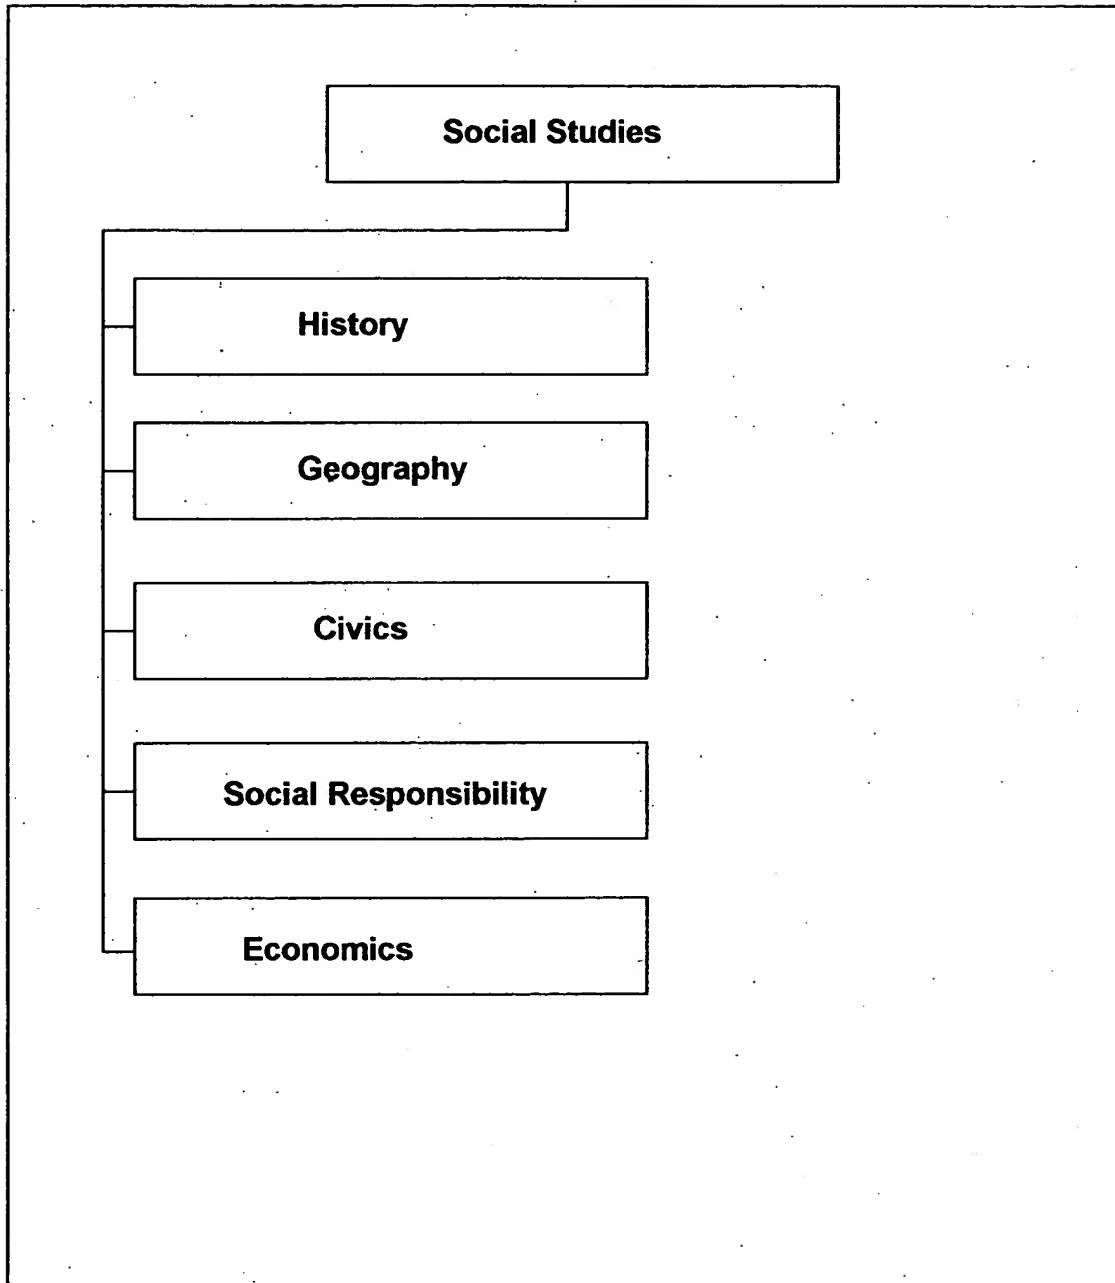 Social Studies
History
Geography
Civics
Social Responsibility
Economics